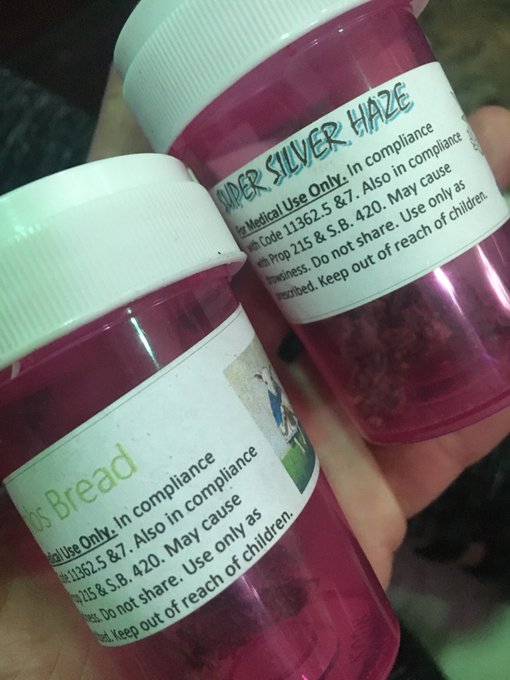 SUPER SILVER HAZE
For Medical Use Only. In compliance
with Code 11362.5 &7. Also in compliance
with Prop 215 & S.B. 420. May cause
drowsiness. Do not share. Use only as
prescribed. Keep out of reach of children.
Bread
Use Only. In compliance
11362.5 &7. Also in compliance
215 & S.B. 420. May cause
Do not share. Use only as
Keep out of reach of children.